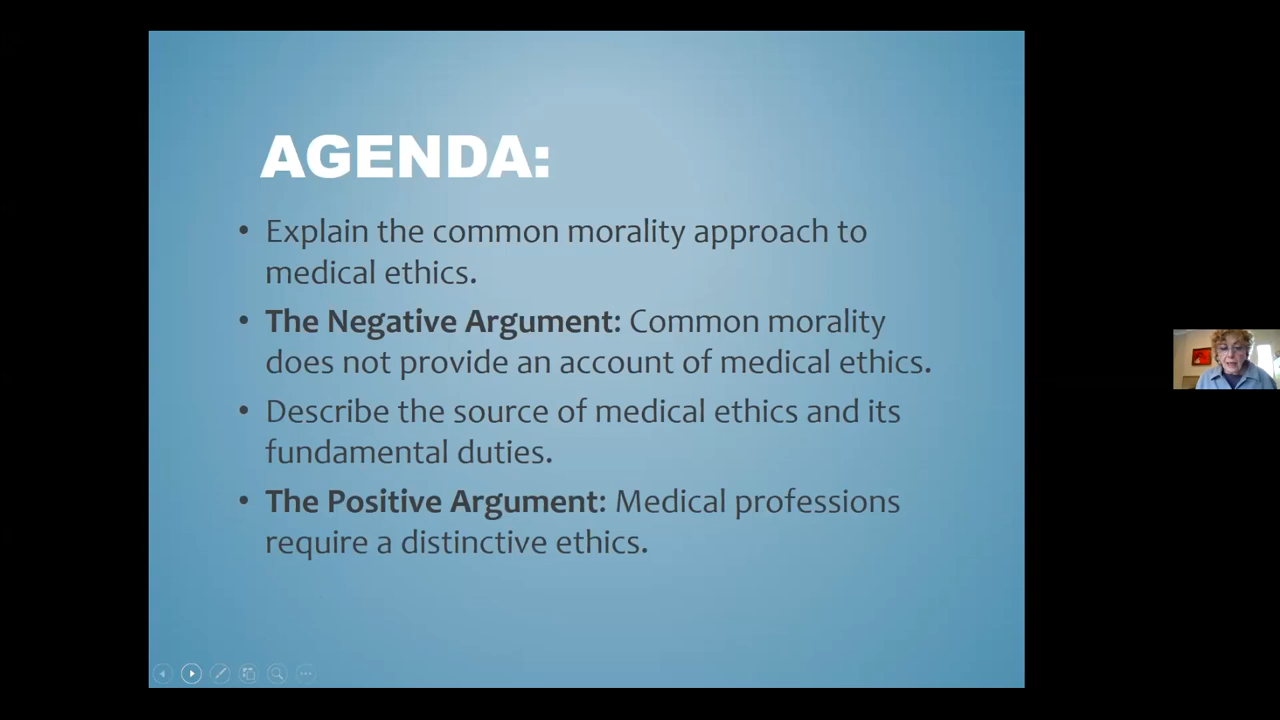 AGENDA:
• Explain the common morality approach to
medical ethics.
• The Negative Argument: Common morality
does not provide an account of medical ethics.
• Describe the source of medical ethics and its
fundamental duties.
• The Positive Argument: Medical professions
require a distinctive ethics.